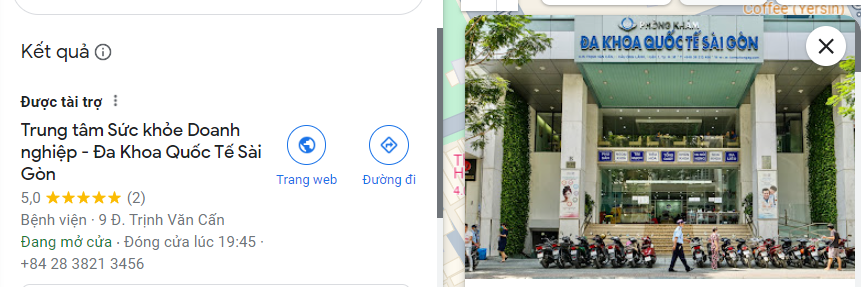 Kết quả
Được tài trợ
Trung tâm Sức khỏe Doanh
nghiệp - Đa Khoa Quốc Tế Sài
Gòn
Trang web
Đường đi
5,0 (2)
Bệnh viện · 9 Đ. Trịnh Văn Cấn
Đang mở cửa · Đóng cửa lúc 19:45 ·
+84 28 3821 3456
Coffee (Yersin)
PHÒNG KHÁM
ĐA KHOA QUỐC TẾ SÀI GÒN